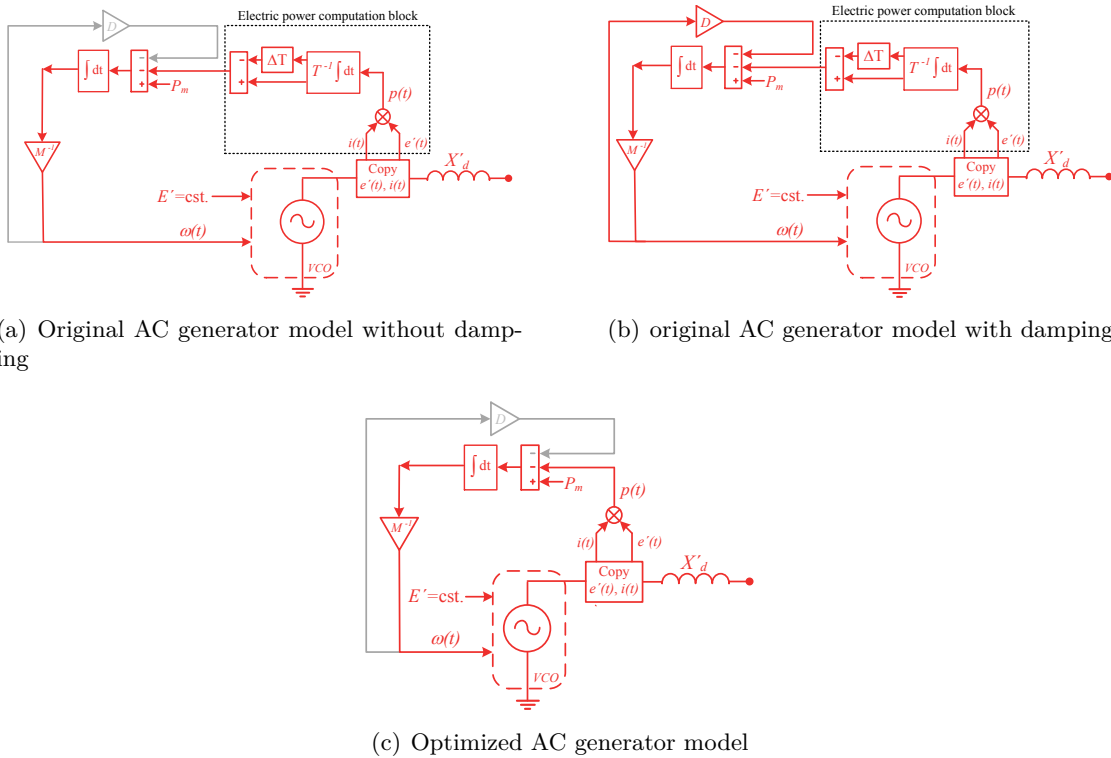 Electric power computation block
D
∫ dt
−
−
+
P_m
−
+
ΔT
T⁻¹ ∫ dt
p(t)
i(t)
e´(t)
M⁻¹
Copy
e´(t), i(t)
X´_d
E´=cst.
ω(t)
VCO
(a) Original AC generator model without damp-
ing
Electric power computation block
D
∫ dt
−
−
+
P_m
−
+
ΔT
T⁻¹ ∫ dt
p(t)
i(t)
e´(t)
M⁻¹
Copy
e´(t), i(t)
X´_d
E´=cst.
ω(t)
VCO
(b) original AC generator model with damping
D
∫ dt
−
−
+
P_m
p(t)
i(t)
e´(t)
M⁻¹
Copy
e´(t), i(t)
X´_d
E´=cst.
ω(t)
VCO
(c) Optimized AC generator model